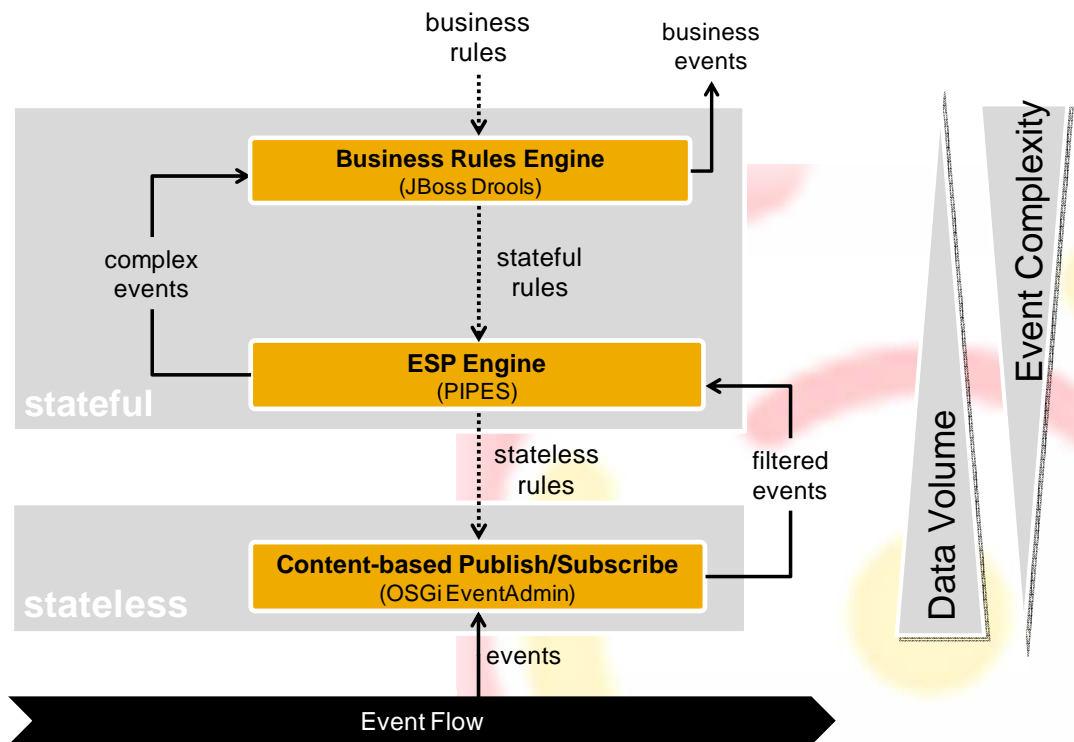 business
rules
business
events
Business Rules Engine
(JBoss Drools)
complex
events
stateful
rules
ESP Engine
(PIPES)
stateful
stateless
rules
filtered
events
Content-based Publish/Subscribe
(OSGi EventAdmin)
stateless
events
Event Flow
Data Volume
Event Complexity